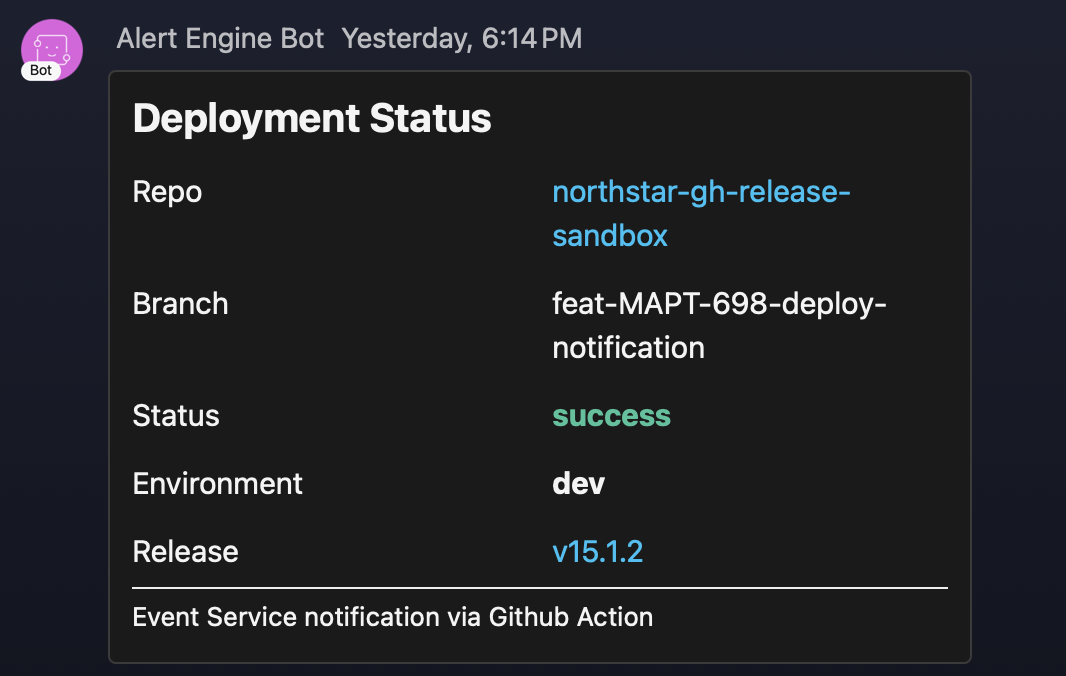 Alert Engine Bot Yesterday, 6:14 PM
Bot
Deployment Status
Repo northstar-gh-release-
sandbox
Branch feat-MAPT-698-deploy-
notification
Status success
Environment dev
Release v15.1.2
Event Service notification via Github Action